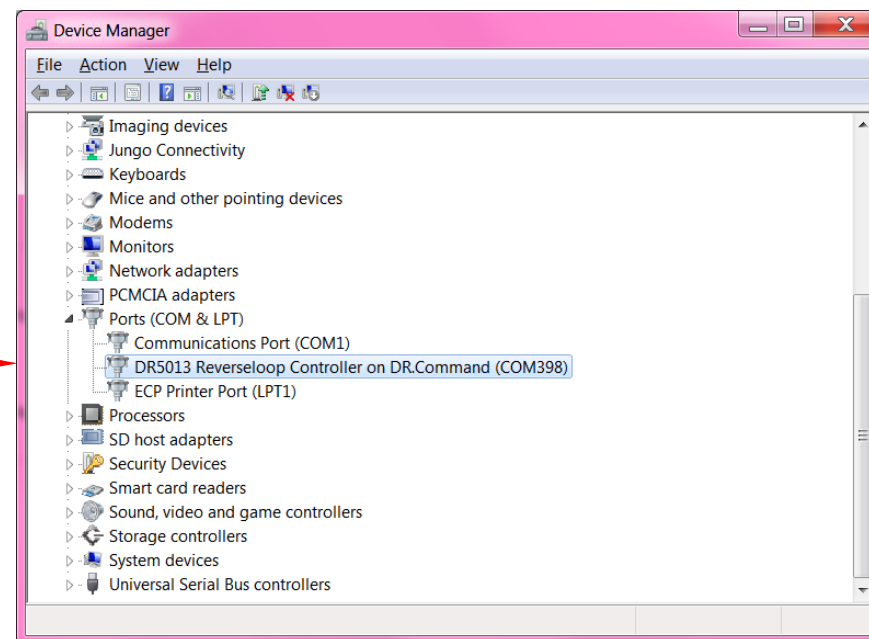 Device Manager
File Action View Help
Imaging devices
Jungo Connectivity
Keyboards
Mice and other pointing devices
Modems
Monitors
Network adapters
PCMCIA adapters
Ports (COM & LPT)
Communications Port (COM1)
DR5013 Reverseloop Controller on DR.Command (COM398)
ECP Printer Port (LPT1)
Processors
SD host adapters
Security Devices
Smart card readers
Sound, video and game controllers
Storage controllers
System devices
Universal Serial Bus controllers